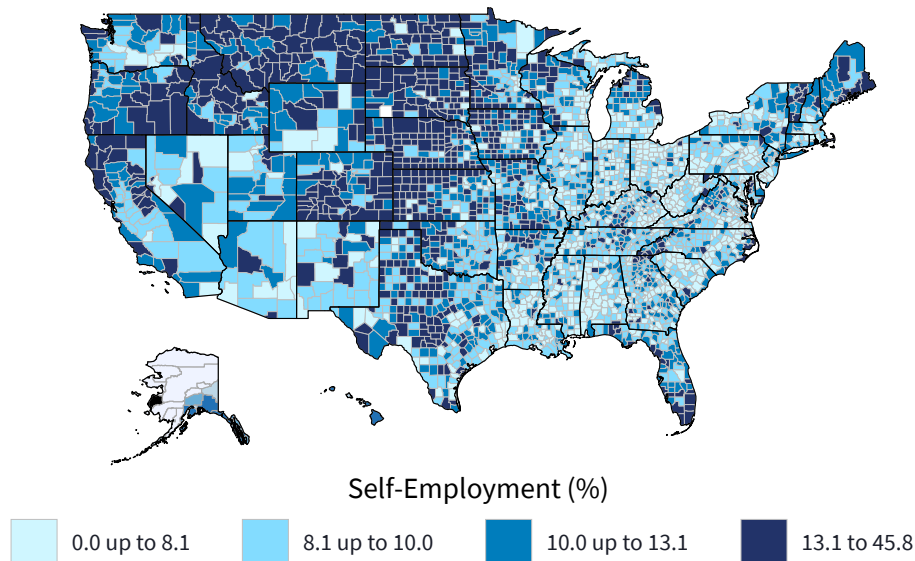 Self-Employment (%)
0.0 up to 8.1 8.1 up to 10.0 10.0 up to 13.1 13.1 to 45.8